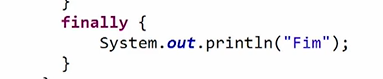 }
finally {
System.out.println("Fim");
}
}